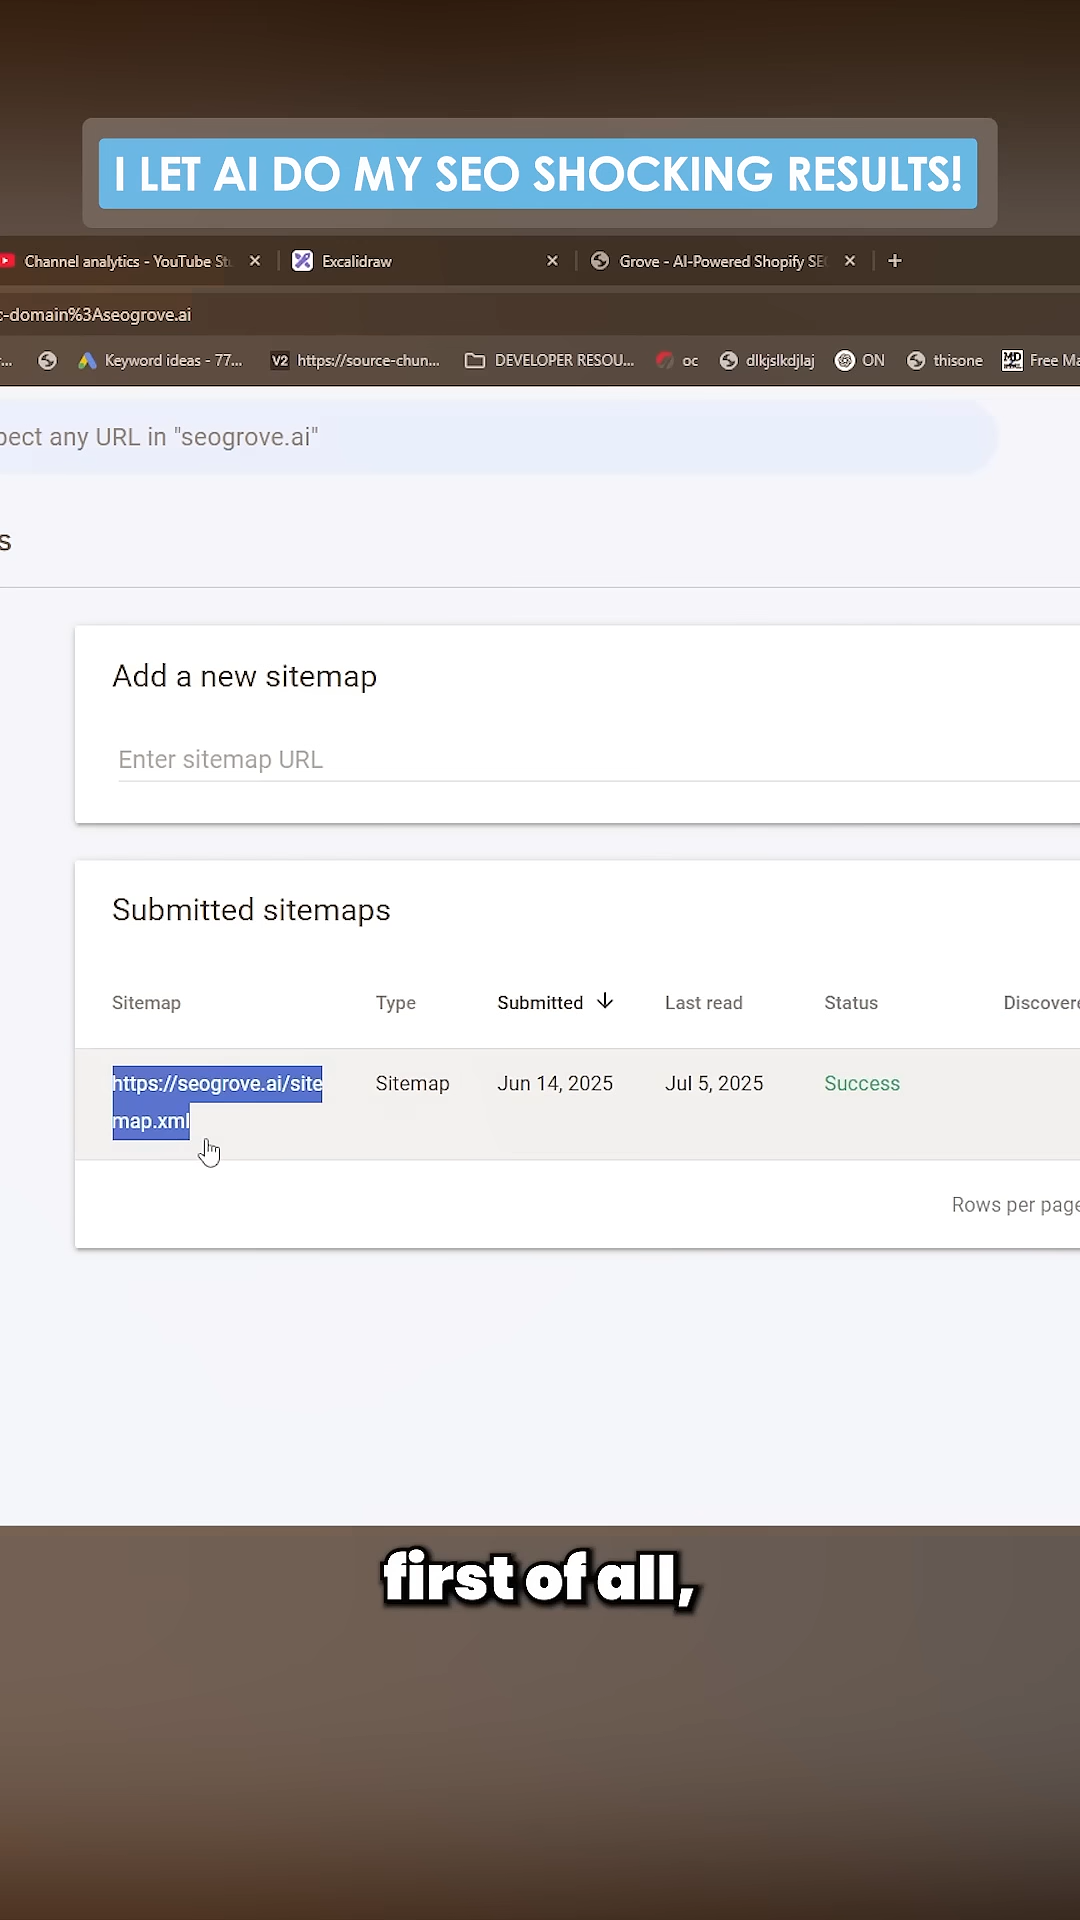 I LET AI DO MY SEO SHOCKING RESULTS!
Channel analytics - YouTube St
Excalidraw
Grove - AI-Powered Shopify SE
c-domain%3Aseogrove.ai
Keyword ideas - 77...
V2 https://source-chun...
DEVELOPER RESOU...
oc
dlkjslkdjlaj
ON
thisone
MD
Free Ma
pect any URL in "seogrove.ai"
s
Add a new sitemap
Enter sitemap URL
Submitted sitemaps
Sitemap Type Submitted Last read Status Discovere
https://seogrove.ai/site Sitemap Jun 14, 2025 Jul 5, 2025 Success
map.xml
Rows per page
first of all,